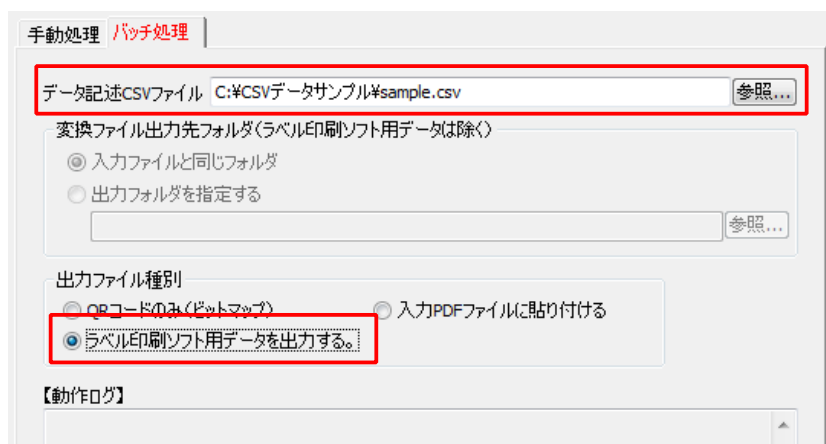 手動処理 バッチ処理
データ記述CSVファイル C:¥CSVデータサンプル¥sample.csv 参照...
変換ファイル出力先フォルダ(ラベル印刷ソフト用データは除く)
入力ファイルと同じフォルダ
出力フォルダを指定する
参照...
出力ファイル種別
QRコードのみ(ビットマップ) 入力PDFファイルに貼り付ける
ラベル印刷ソフト用データを出力する。
【動作ログ】